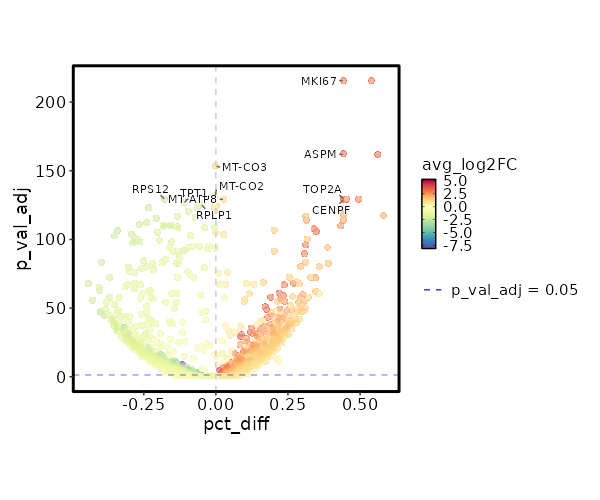 MKI67
200
ASPM
MT-CO3
150
avg_log2FC
5.0
2.5
0.0
-2.5
-5.0
-7.5
RPS12
TPT1
MT-CO2
TOP2A
MT-ATP8
RPLP1
CENPF
p_val_adj
100
50
p_val_adj = 0.05
0
-0.25
0.00
0.25
0.50
pct_diff